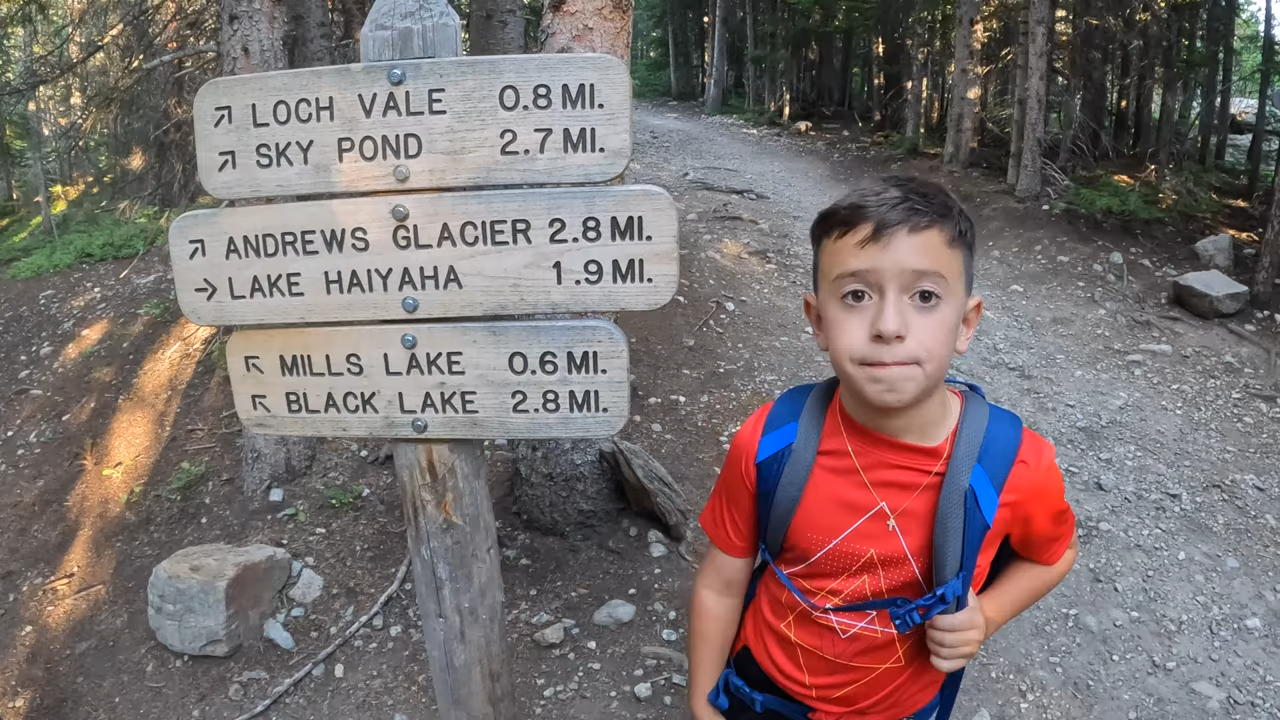 ↗ LOCH VALE 0.8 MI.
↗ SKY POND 2.7 MI.
↗ ANDREWS GLACIER 2.8 MI.
→ LAKE HAIYAHA 1.9 MI.
↖ MILLS LAKE 0.6 MI.
↖ BLACK LAKE 2.8 MI.